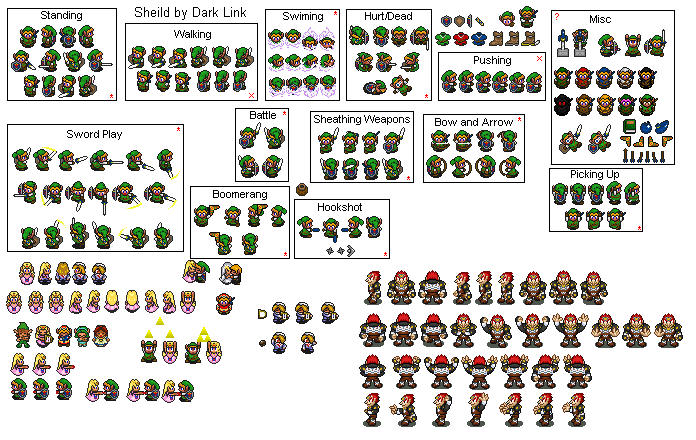 Standing
Sheild by Dark Link
Walking
Swiming
Hurt/Dead
Misc
Pushing
Battle
Sheathing Weapons
Bow and Arrow
Sword Play
Picking Up
Boomerang
Hookshot